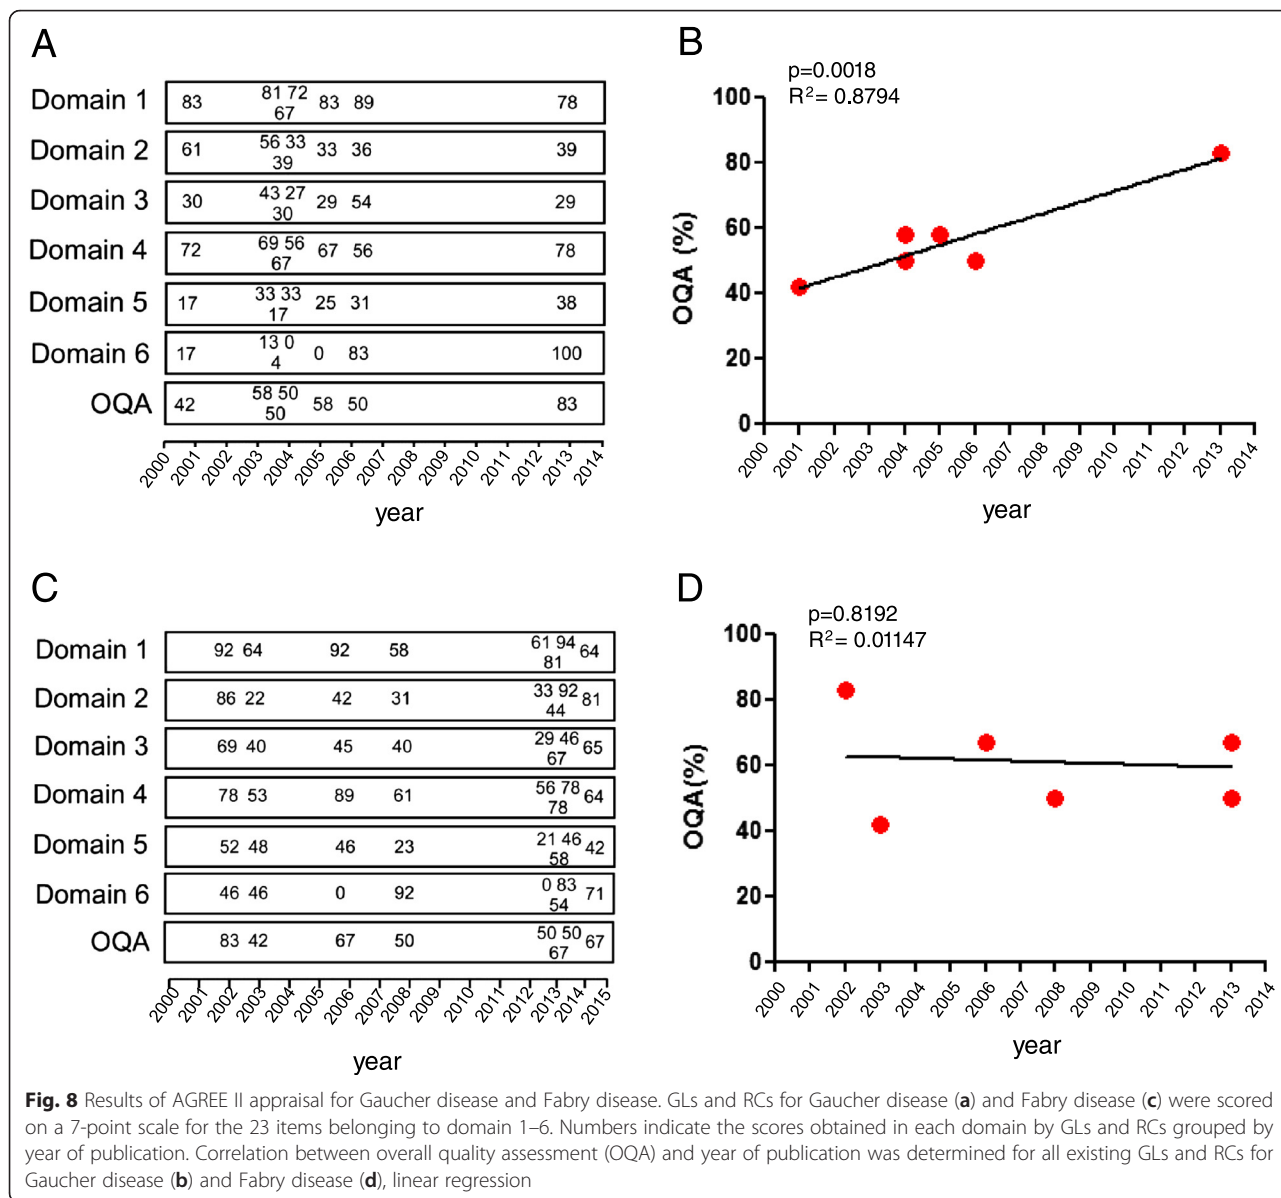 A
Domain 1 83 81 72 67 83 89 78
Domain 2 61 56 33 39 33 36 39
Domain 3 30 43 27 30 29 54 29
Domain 4 72 69 56 67 67 56 78
Domain 5 17 33 33 17 25 31 38
Domain 6 17 13 0 4 0 83 100
OQA 42 58 50 50 58 50 83
2000 2001 2002 2003 2004 2005 2006 2007 2008 2009 2010 2011 2012 2013 2014
year
B
p=0.0018
R²= 0.8794
OQA (%)
100
80
60
40
20
0
2000 2001 2002 2003 2004 2005 2006 2007 2008 2009 2010 2011 2012 2013 2014
year
C
Domain 1 92 64 92 58 61 94 81 64
Domain 2 86 22 42 31 33 92 44 81
Domain 3 69 40 45 40 29 46 67 65
Domain 4 78 53 89 61 56 78 78 64
Domain 5 52 48 46 23 21 46 58 42
Domain 6 46 46 0 92 0 83 54 71
OQA 83 42 67 50 50 50 67 67
2000 2001 2002 2003 2004 2005 2006 2007 2008 2009 2010 2011 2012 2013 2014 2015
year
D
p=0.8192
R²= 0.01147
OQA(%)
100
80
60
40
20
0
2000 2001 2002 2003 2004 2005 2006 2007 2008 2009 2010 2011 2012 2013 2014
year
Fig. 8 Results of AGREE II appraisal for Gaucher disease and Fabry disease. GLs and RCs for Gaucher disease (a) and Fabry disease (c) were scored
on a 7-point scale for the 23 items belonging to domain 1–6. Numbers indicate the scores obtained in each domain by GLs and RCs grouped by
year of publication. Correlation between overall quality assessment (OQA) and year of publication was determined for all existing GLs and RCs for
Gaucher disease (b) and Fabry disease (d), linear regression